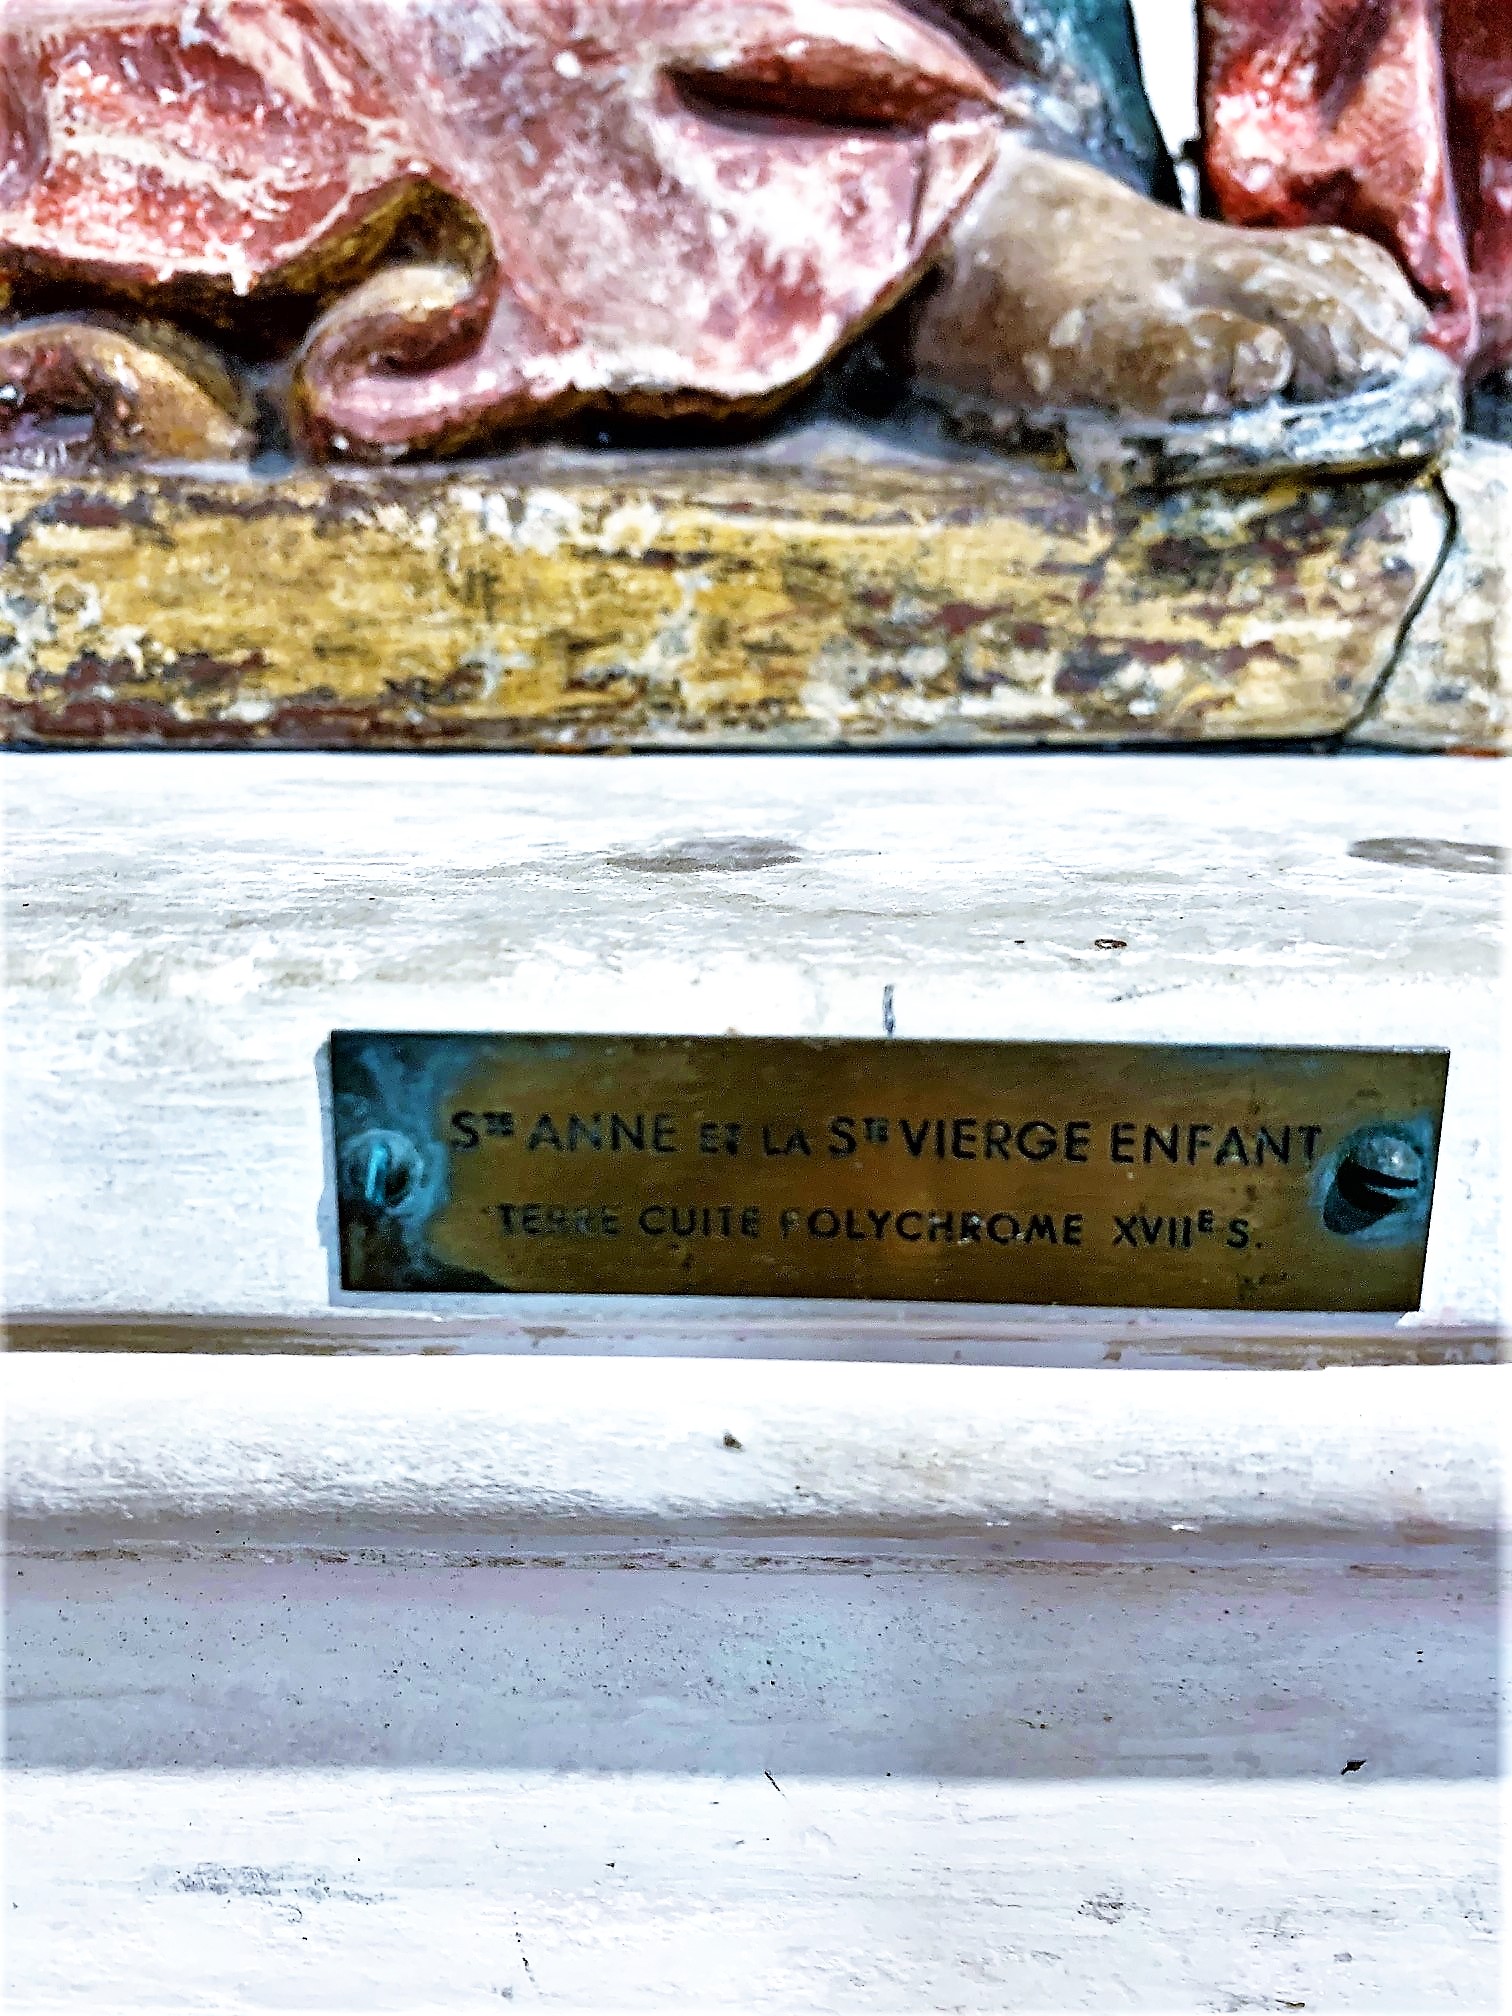 STE ANNE ET LA STE VIERGE ENFANT
TERRE CUITE POLYCHROME XVIIE S.